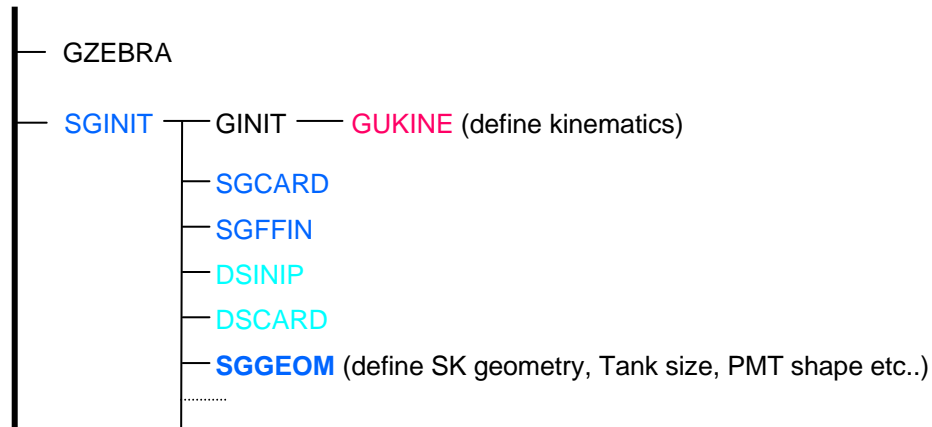 GZEBRA
SGINIT GINIT GUKINE (define kinematics)
SGCARD
SGFFIN
DSINIP
DSCARD
SGGEOM (define SK geometry, Tank size, PMT shape etc..)